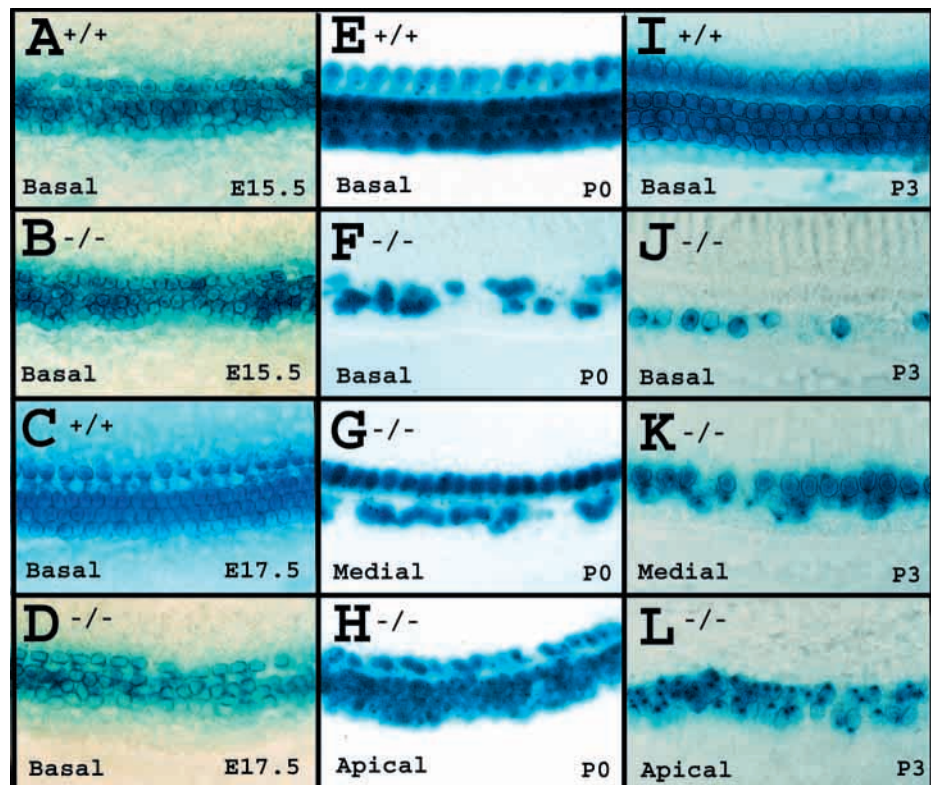 A +/+
Basal E15.5
B -/-
Basal E15.5
C +/+
Basal E17.5
D -/-
Basal E17.5
E +/+
Basal P0
F -/-
Basal P0
G -/-
Medial P0
H -/-
Apical P0
I +/+
Basal P3
J -/-
Basal P3
K -/-
Medial P3
L -/-
Apical P3